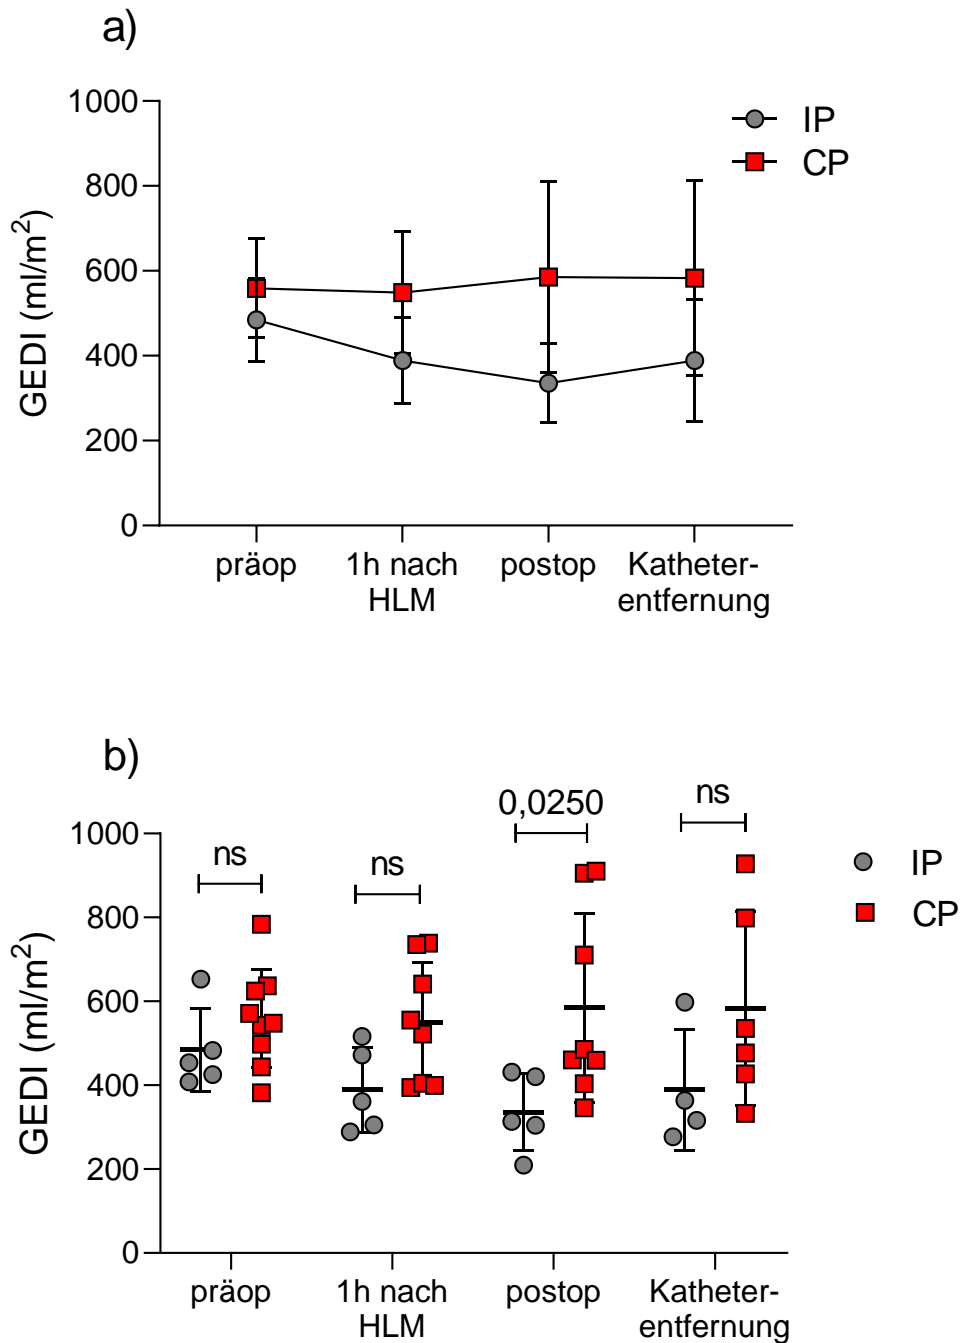 a)
1000
800
600
400
200
0
GEDI (ml/m²)
IP
CP
präop
1h nach
HLM
postop
Katheter-
entfernung
b)
ns
ns
0,0250
ns
1000
800
600
400
200
0
GEDI (ml/m²)
IP
CP
präop
1h nach
HLM
postop
Katheter-
entfernung